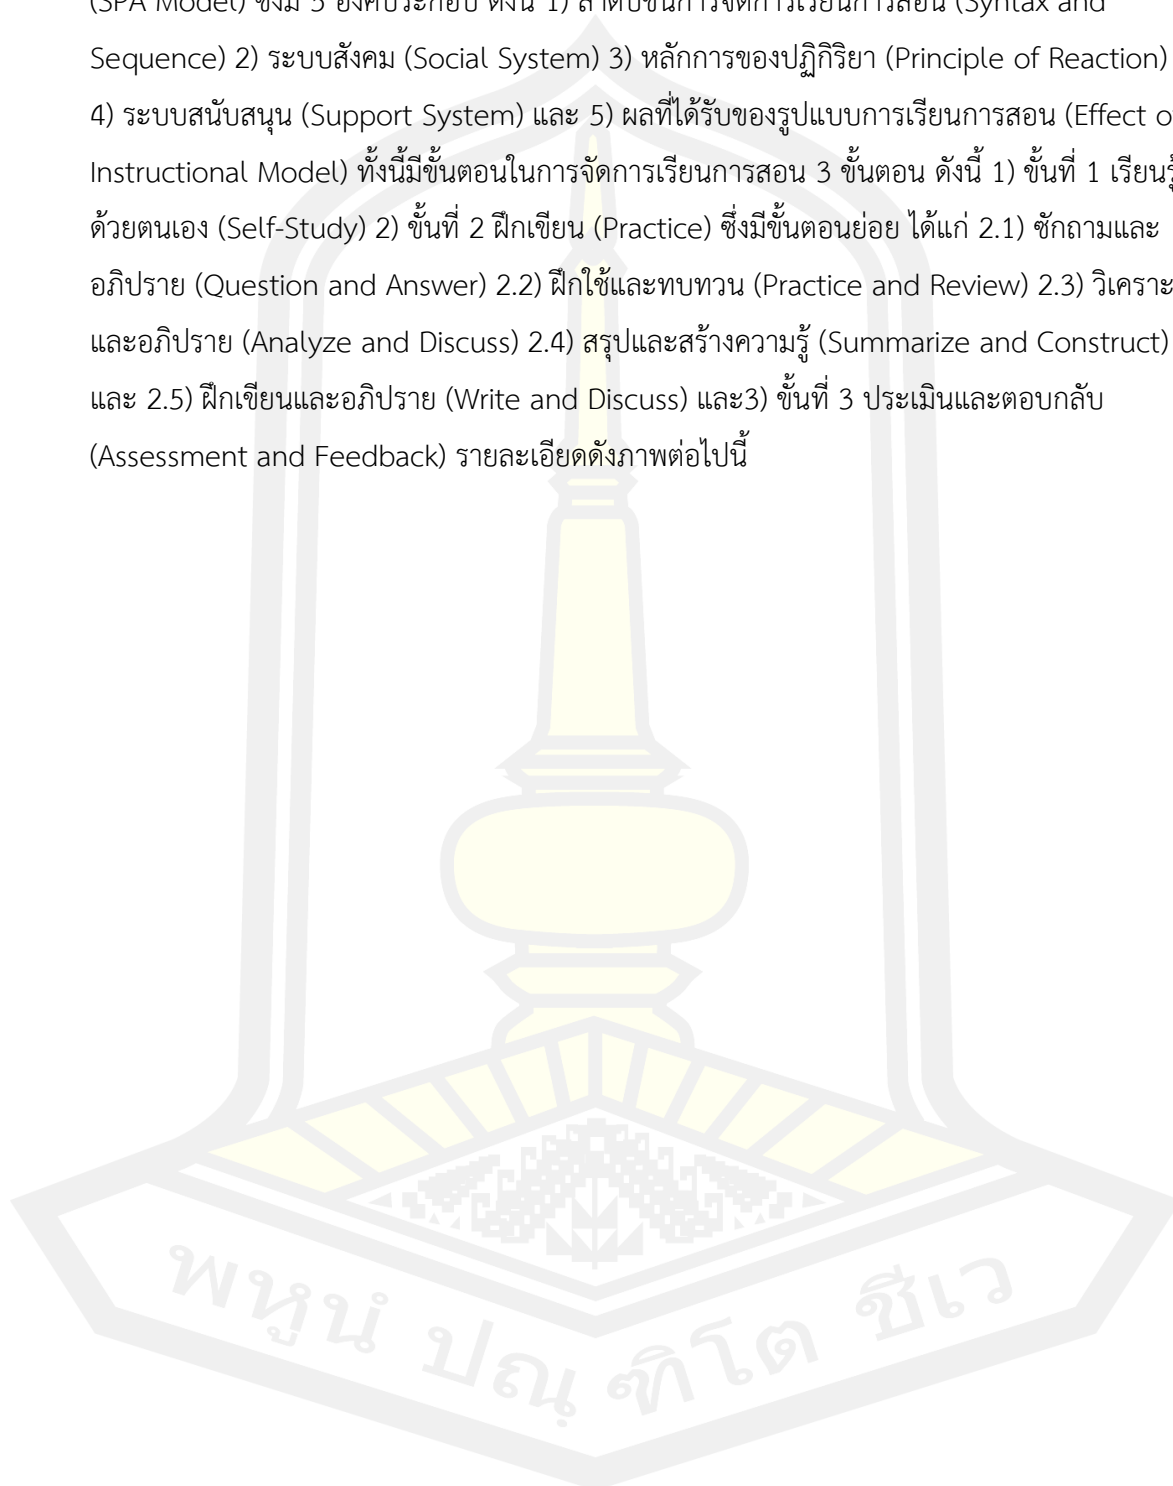 (SPA Model) ซึ่งมี 5 องค์ประกอบ ดังนี้ 1) ลำดับขั้นการจัดการเรียนการสอน (Syntax and
Sequence) 2) ระบบสังคม (Social System) 3) หลักการของปฏิกิริยา (Principle of Reaction)
4) ระบบสนับสนุน (Support System) และ 5) ผลที่ได้รับของรูปแบบการเรียนการสอน (Effect o
Instructional Model) ทั้งนี้มีขั้นตอนในการจัดการเรียนการสอน 3 ขั้นตอน ดังนี้ 1) ขั้นที่ 1 เรียนรู้
ด้วยตนเอง (Self-Study) 2) ขั้นที่ 2 ฝึกเขียน (Practice) ซึ่งมีขั้นตอนย่อย ได้แก่ 2.1) ซักถามและ
อภิปราย (Question and Answer) 2.2) ฝึกใช้และทบทวน (Practice and Review) 2.3) วิเคราะ
และอภิปราย (Analyze and Discuss) 2.4) สรุปและสร้างความรู้ (Summarize and Construct)
และ 2.5) ฝึกเขียนและอภิปราย (Write and Discuss) และ3) ขั้นที่ 3 ประเมินและตอบกลับ
(Assessment and Feedback) รายละเอียดดังภาพต่อไปนี้
พหูนํ ปณฺฑิโต ชีเว